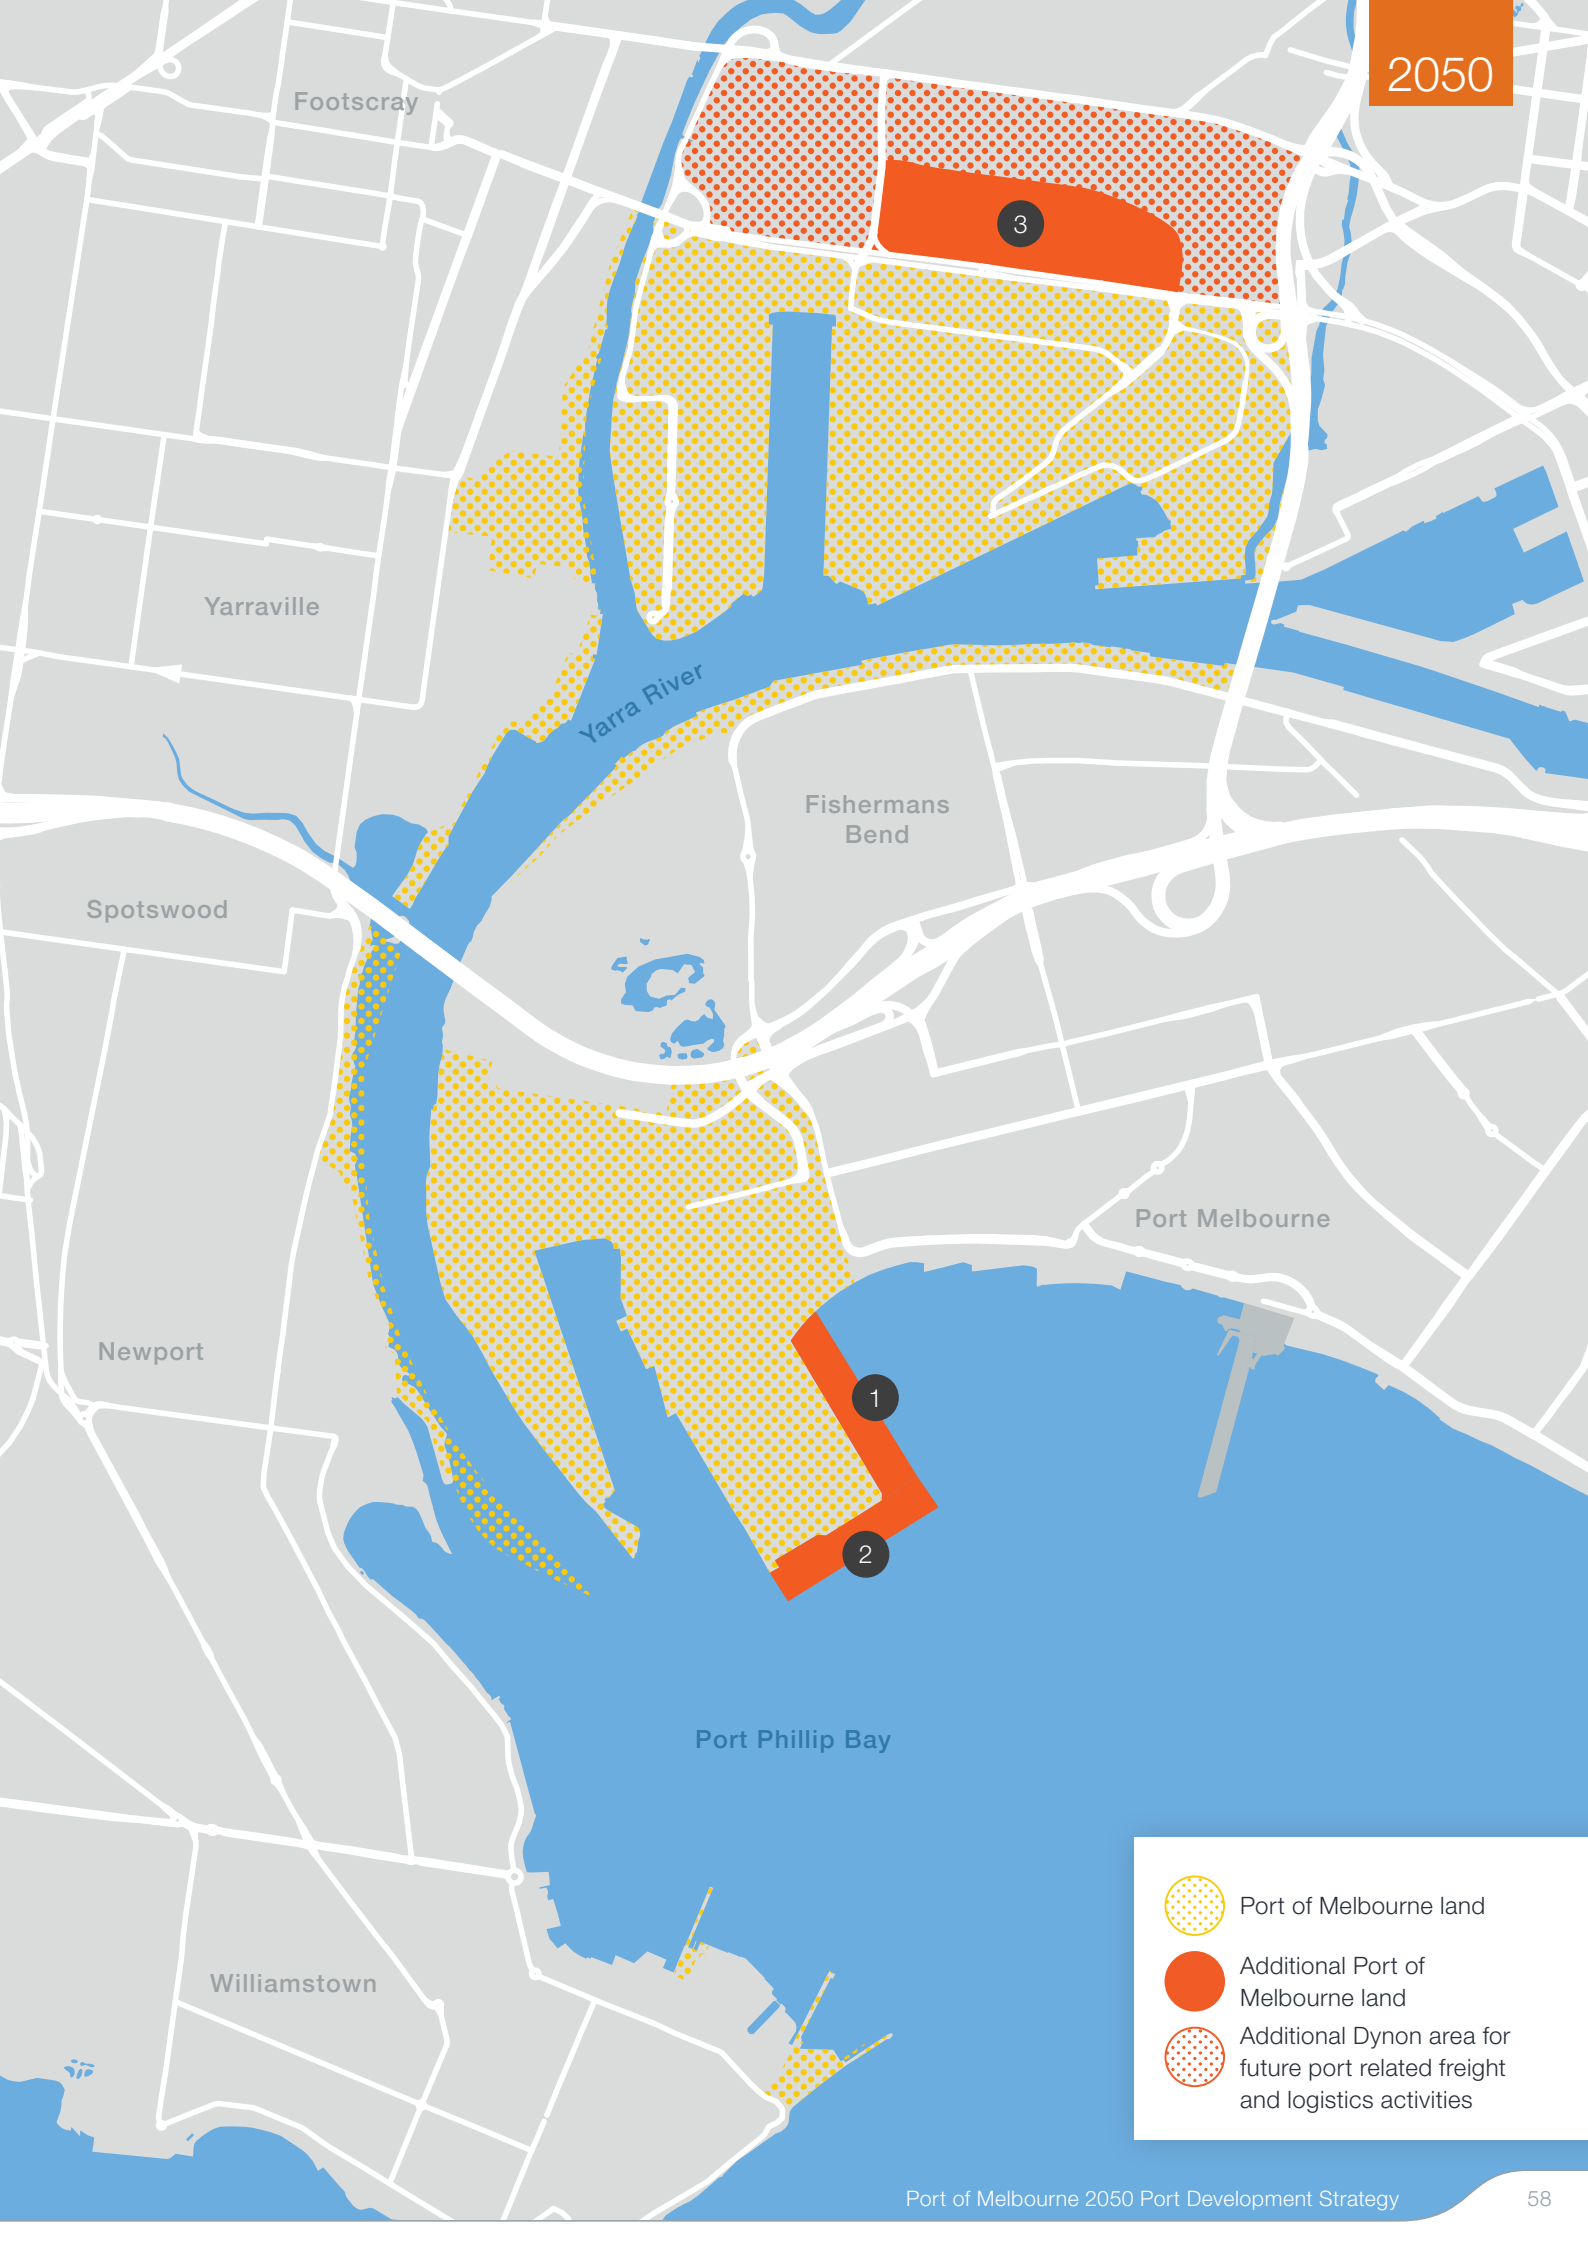 2050
Footscray
3
Yarraville
Yarra River
Fishermans
Bend
Spotswood
Port Melbourne
Newport
1
2
Port Phillip Bay
Williamstown
Port of Melbourne land
Additional Port of
Melbourne land
Additional Dynon area for
future port related freight
and logistics activities
Port of Melbourne 2050 Port Development Strategy
58